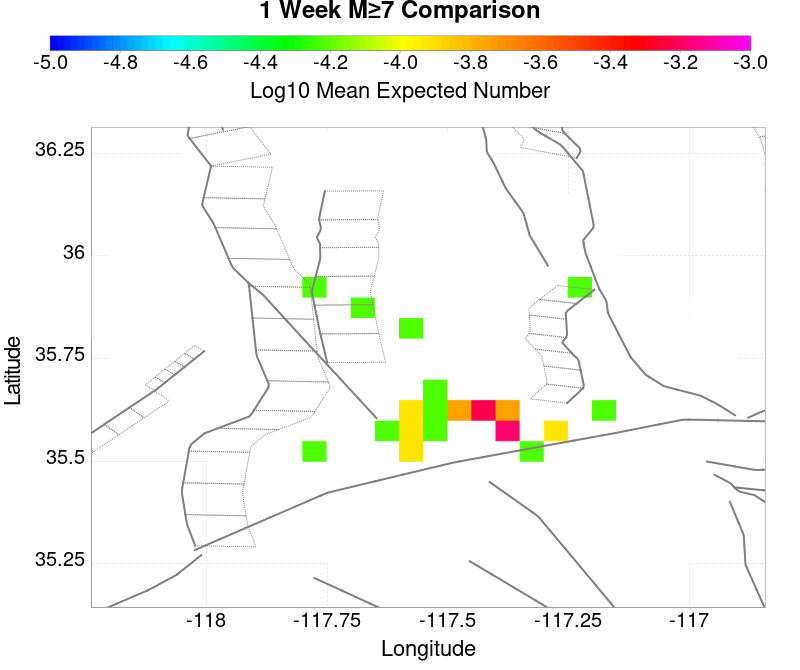 1 Week M≥7 Comparison
-5.0 -4.8 -4.6 -4.4 -4.2 -4.0 -3.8 -3.6 -3.4 -3.2 -3.0
Log10 Mean Expected Number
36.25
36
35.75
35.5
35.25
Latitude
-118 -117.75 -117.5 -117.25 -117
Longitude